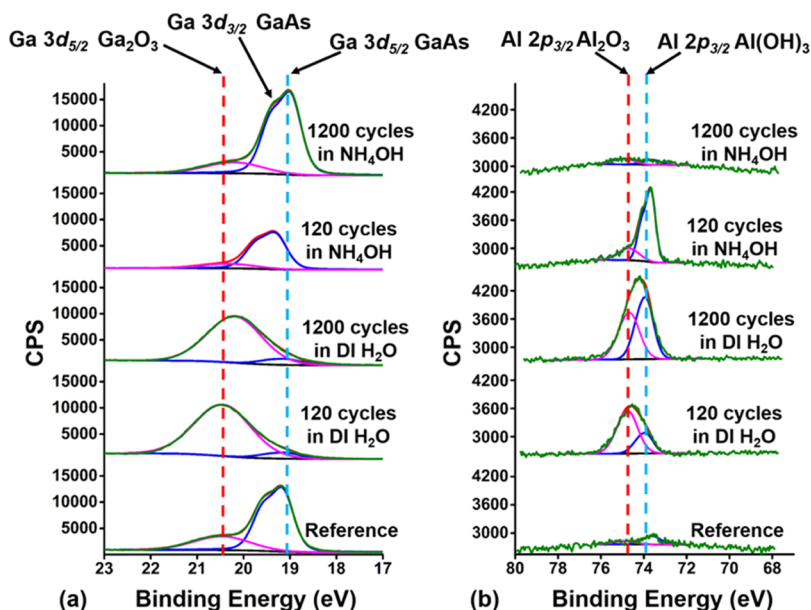 Ga 3d5/2 Ga2O3
Ga 3d3/2 GaAs
Ga 3d5/2 GaAs
15000
10000
5000
1200 cycles
in NH4OH
15000
10000
5000
120 cycles
in NH4OH
15000
10000
5000
1200 cycles
in DI H2O
15000
10000
5000
120 cycles
in DI H2O
15000
10000
5000
Reference
CPS
23 22 21 20 19 18 17
(a) Binding Energy (eV)
Al 2p3/2 Al2O3
Al 2p3/2 Al(OH)3
4200
3600
3000
1200 cycles
in NH4OH
4200
3600
3000
120 cycles
in NH4OH
4200
3600
3000
1200 cycles
in DI H2O
4200
3600
3000
120 cycles
in DI H2O
4200
3600
3000
Reference
CPS
80 78 76 74 72 70 68
(b) Binding Energy (eV)